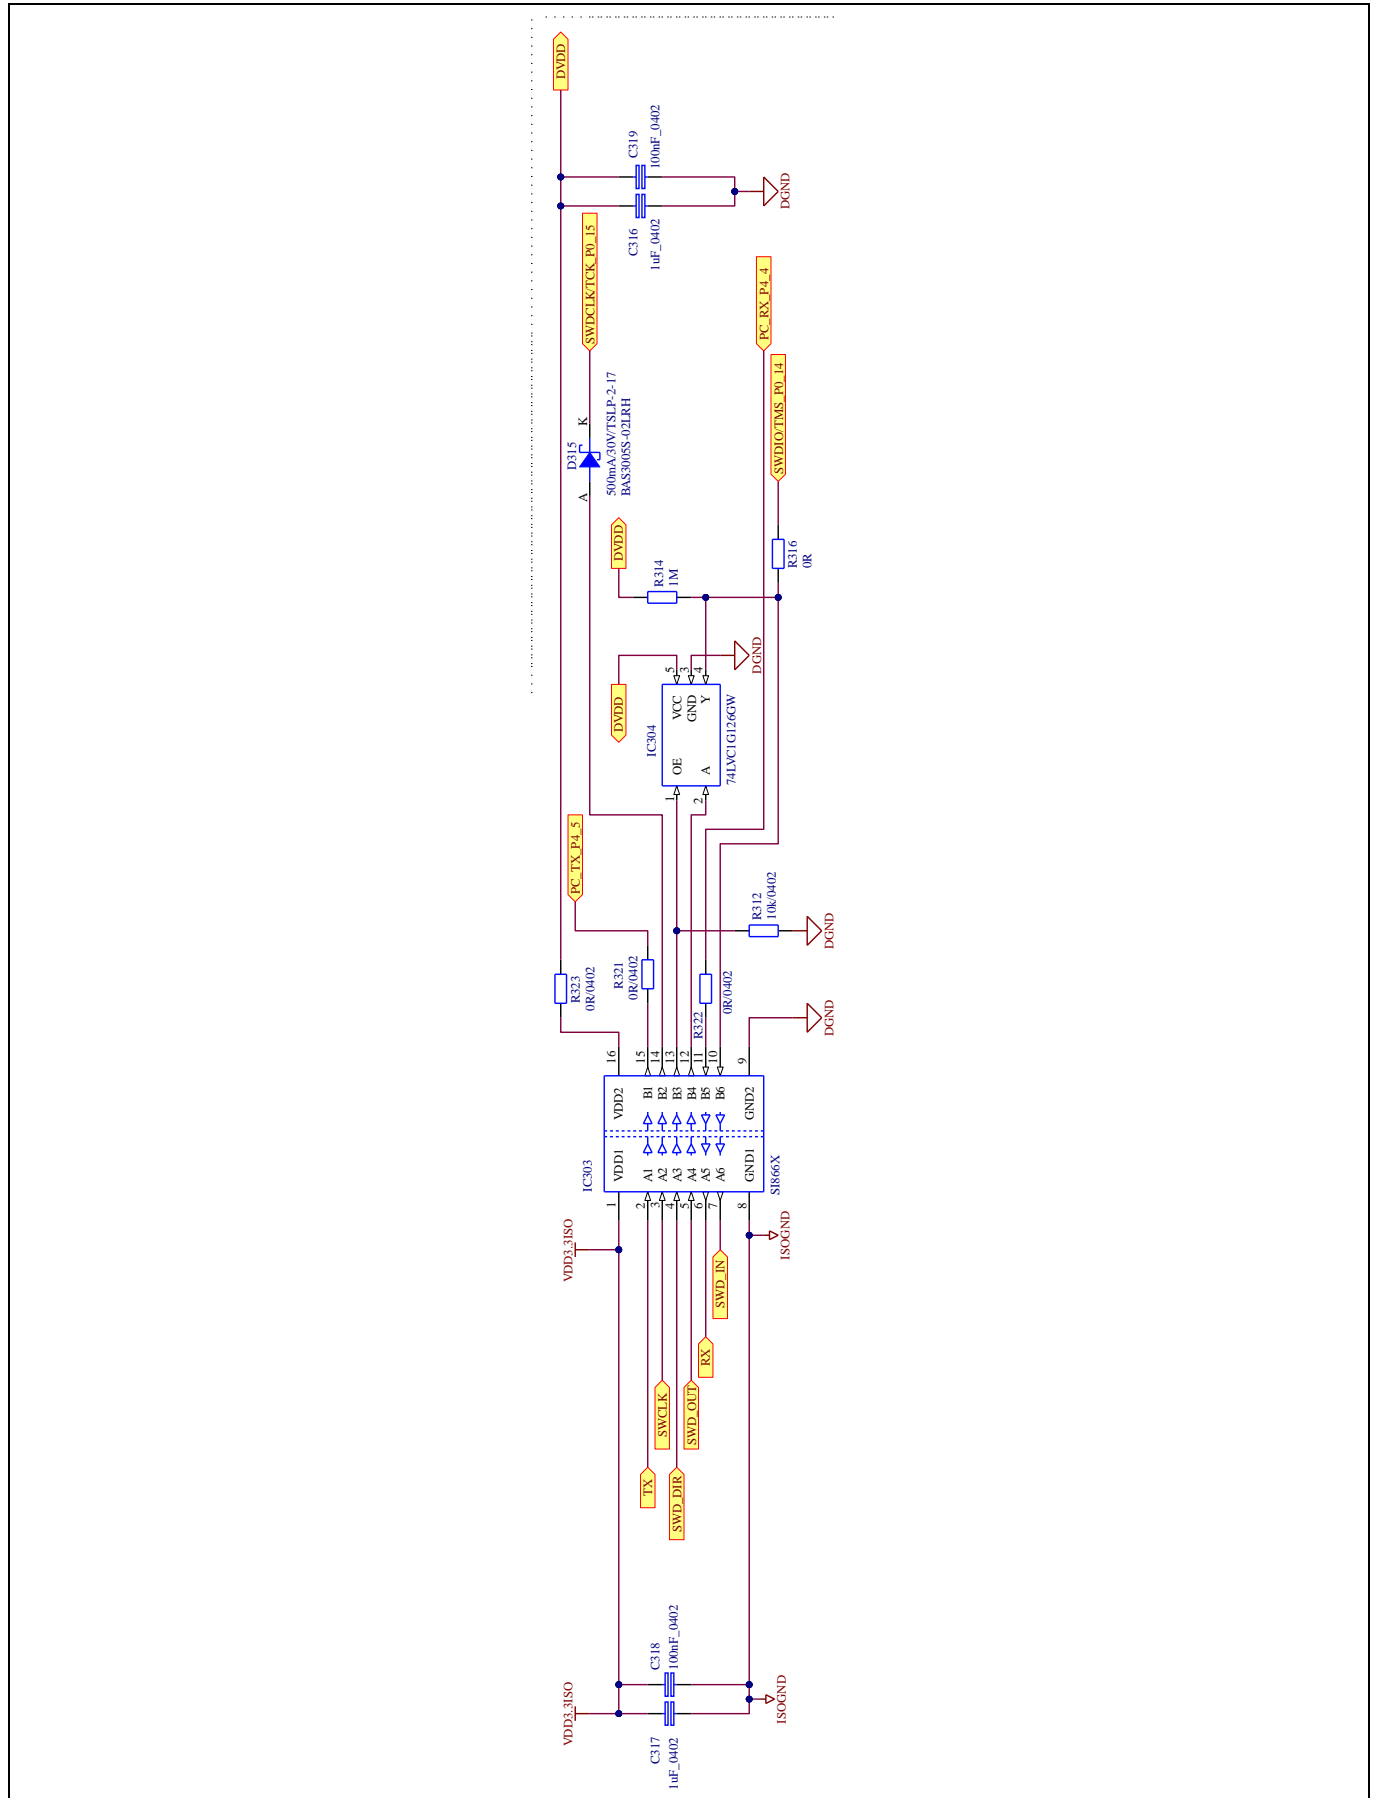 VDD3.3ISO
C317
1uF_0402
C318
100nF_0402
ISOGND
TX
SWD_DIR
SWCLK
SWD_OUT
RX
SWD_IN
VDD3.3ISO
ISOGND
IC303
1 VDD1 VDD2 16
2 A1 B1 15
3 A2 B2 14
4 A3 B3 13
5 A4 B4 12
6 A5 B5 11
7 A6 B6 10
8 GND1 GND2 9
SI866X
R323
0R/0402
R321
0R/0402
R322
0R/0402
DGND
PC_TX_P4_5
R312
10k/0402
DGND
IC304
1 OE VCC 5
GND 3
2 A Y 4
74LVC1G126GW
DVDD
DGND
DVDD
R314
1M
R316
0R
A D315 K
500mA/30V/TSLP-2-17
BAS3005S-02LRH
SWDCLK/TCK_P0_15
PC_RX_P4_4
SWDIO/TMS_P0_14
C316
1uF_0402
C319
100nF_0402
DGND
DVDD